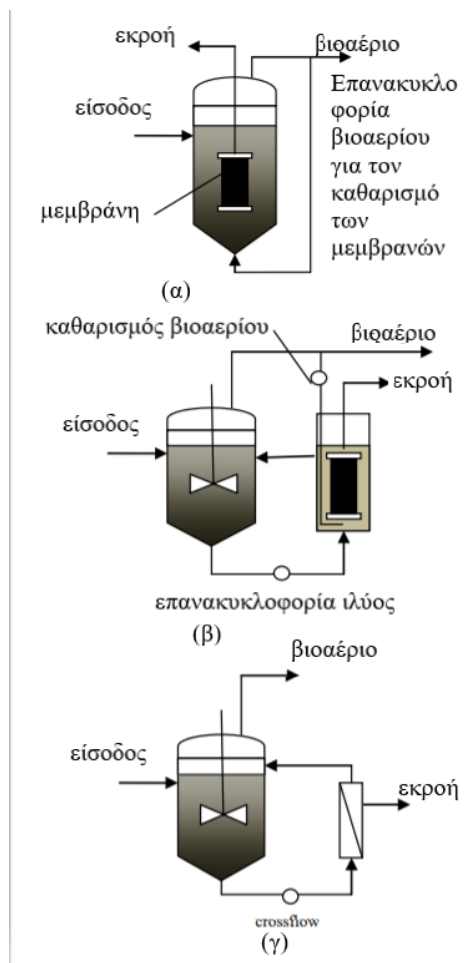 εκροή
βιοαέριο
είσοδος
Επανακυκλο
φορία
βιοαερίου
για τον
καθαρισμό
των
μεμβρανών
μεμβράνη
(α)
καθαρισμός βιοαερίου
βιοαέριο
εκροή
είσοδος
επανακυκλοφορία ιλύος
(β)
βιοαέριο
είσοδος
εκροή
crossflow
(γ)